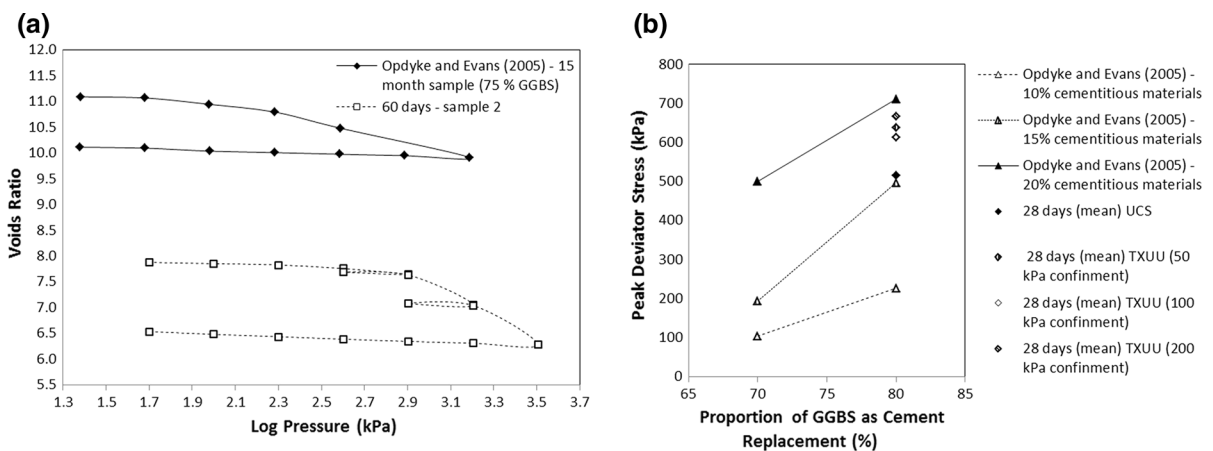 (a)
12.0
11.5
11.0
10.5
10.0
9.5
9.0
8.5
8.0
7.5
7.0
6.5
6.0
5.5
Voids Ratio
1.3 1.5 1.7 1.9 2.1 2.3 2.5 2.7 2.9 3.1 3.3 3.5 3.7
Log Pressure (kPa)
Opdyke and Evans (2005) - 15
month sample (75 % GGBS)
60 days - sample 2
(b)
800
700
600
500
400
300
200
100
0
Peak Deviator Stress (kPa)
65 70 75 80 85
Proportion of GGBS as Cement
Replacement (%)
Opdyke and Evans (2005) -
10% cementitious materials
Opdyke and Evans (2005) -
15% cementitious materials
Opdyke and Evans (2005) -
20% cementitious materials
28 days (mean) UCS
28 days (mean) TXUU (50
kPa confinment)
28 days (mean) TXUU (100
kPa confinment)
28 days (mean) TXUU (200
kPa confinment)